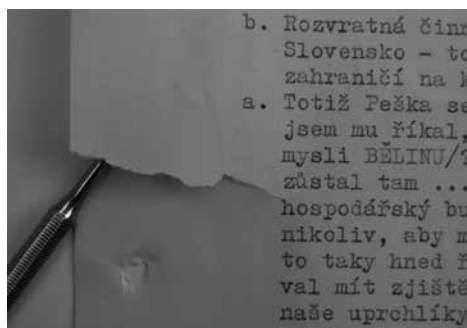 b. Rozvratná činn
Slovensko - to
zahraničí na k
a. Totiž Peška se
jsem mu říkal,
mysli BĚLINU/?
zůstal tam ...
hospodářský bu
nikoliv, aby m
to taky hned ř
val mít zjiště
naše uprchlíky